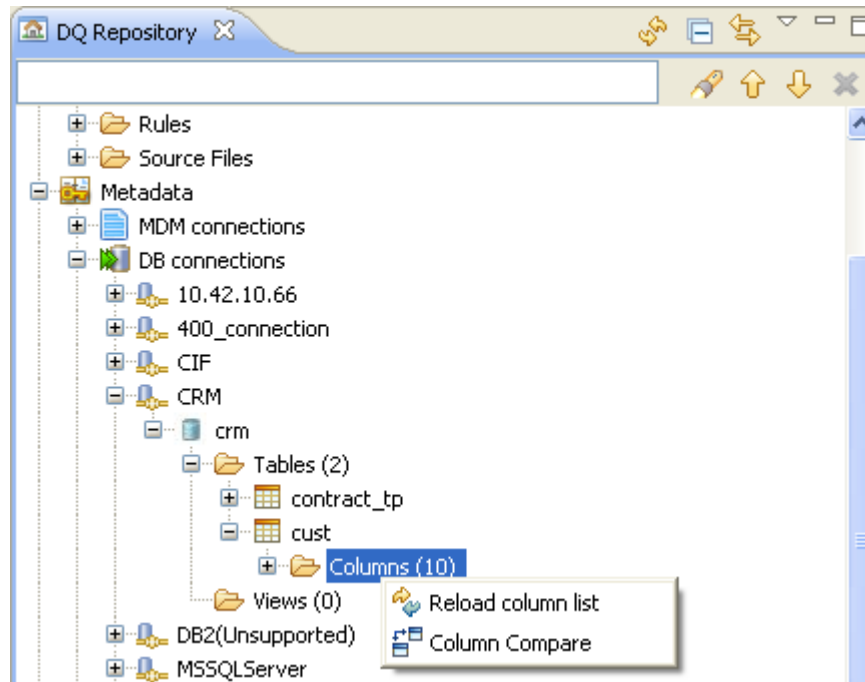 DQ Repository
Rules
Source Files
Metadata
MDM connections
DB connections
10.42.10.66
400_connection
CIF
CRM
crm
Tables (2)
contract_tp
cust
Columns (10)
Views (0)
Reload column list
DB2(Unsupported)
Column Compare
MSSQLServer